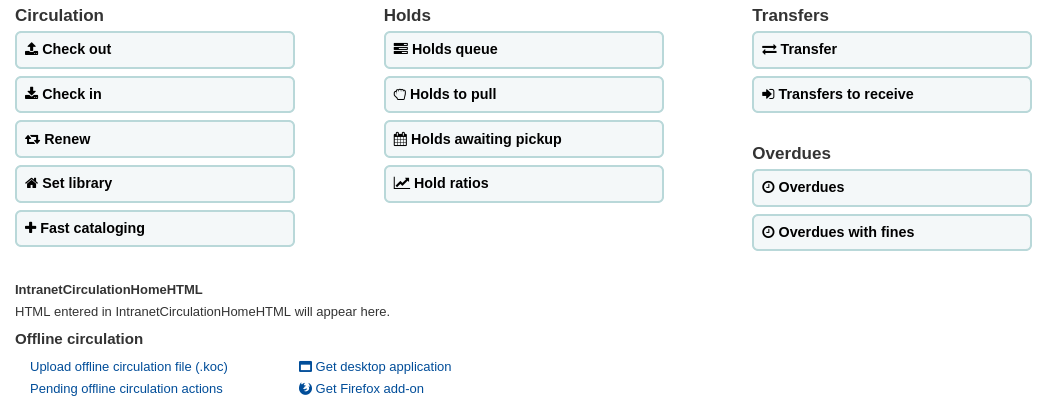 Circulation
Check out
Check in
Renew
Set library
Fast cataloging
Holds
Holds queue
Holds to pull
Holds awaiting pickup
Hold ratios
Transfers
Transfer
Transfers to receive
Overdues
Overdues
Overdues with fines
IntranetCirculationHomeHTML
HTML entered in IntranetCirculationHomeHTML will appear here.
Offline circulation
Upload offline circulation file (.koc)
Pending offline circulation actions
Get desktop application
Get Firefox add-on